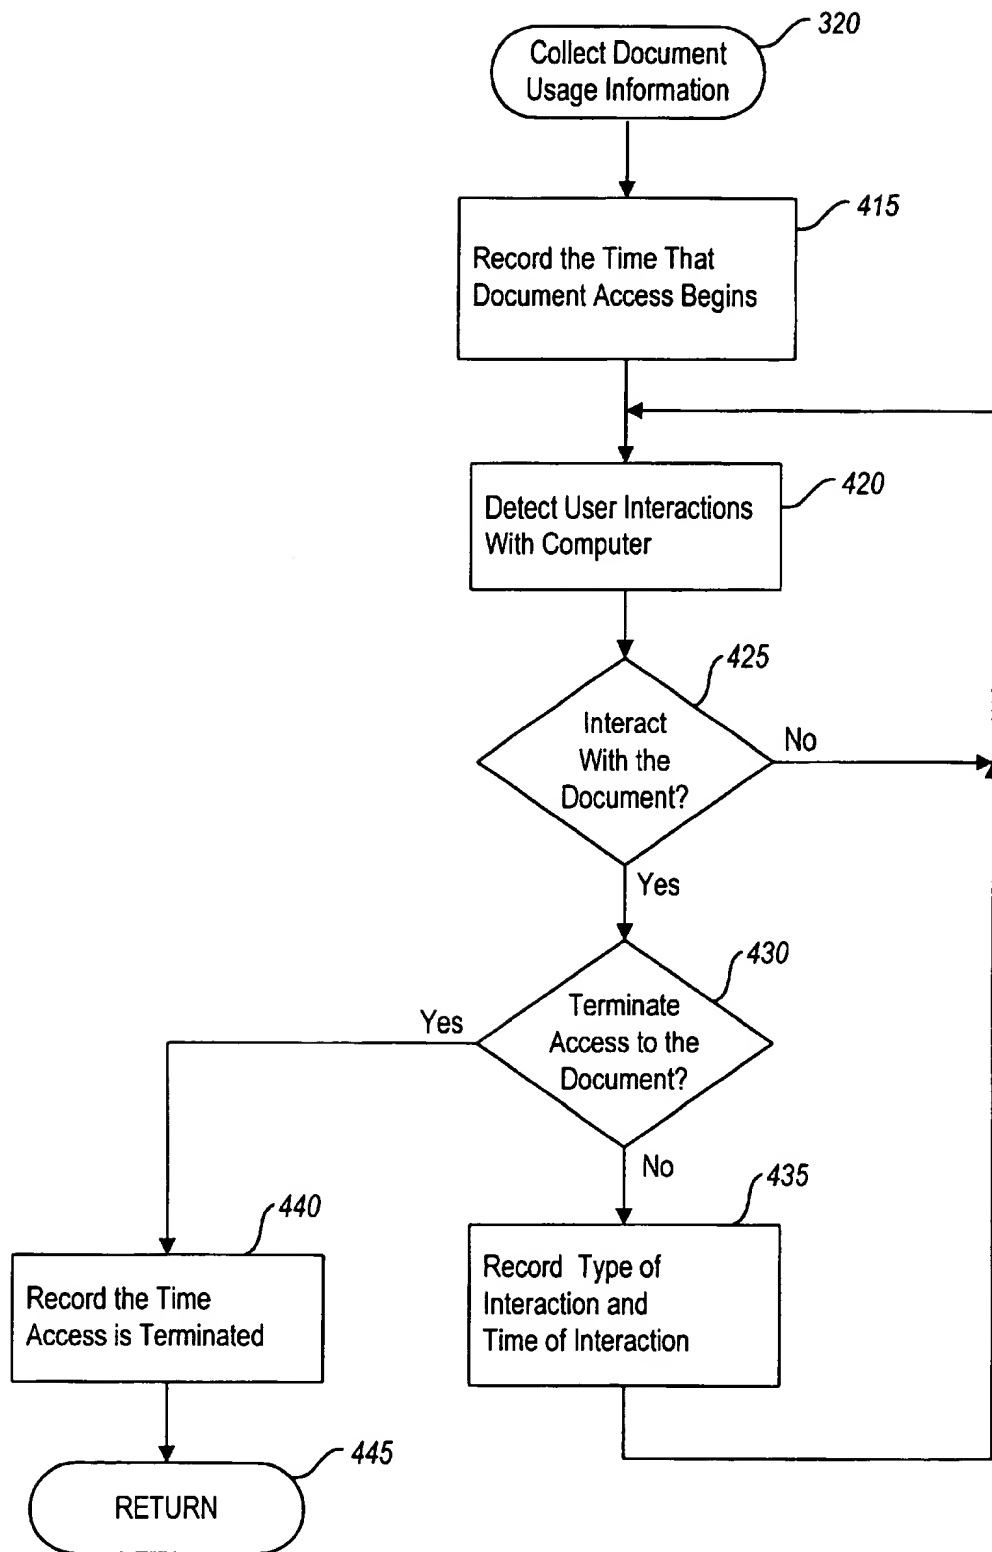 320
Collect Document
Usage Information
415
Record the Time That
Document Access Begins
420
Detect User Interactions
With Computer
425
Interact
With the
Document?
No
Yes
430
Terminate
Access to the
Document?
Yes
No
435
Record Type of
Interaction and
Time of Interaction
440
Record the Time
Access is Terminated
445
RETURN